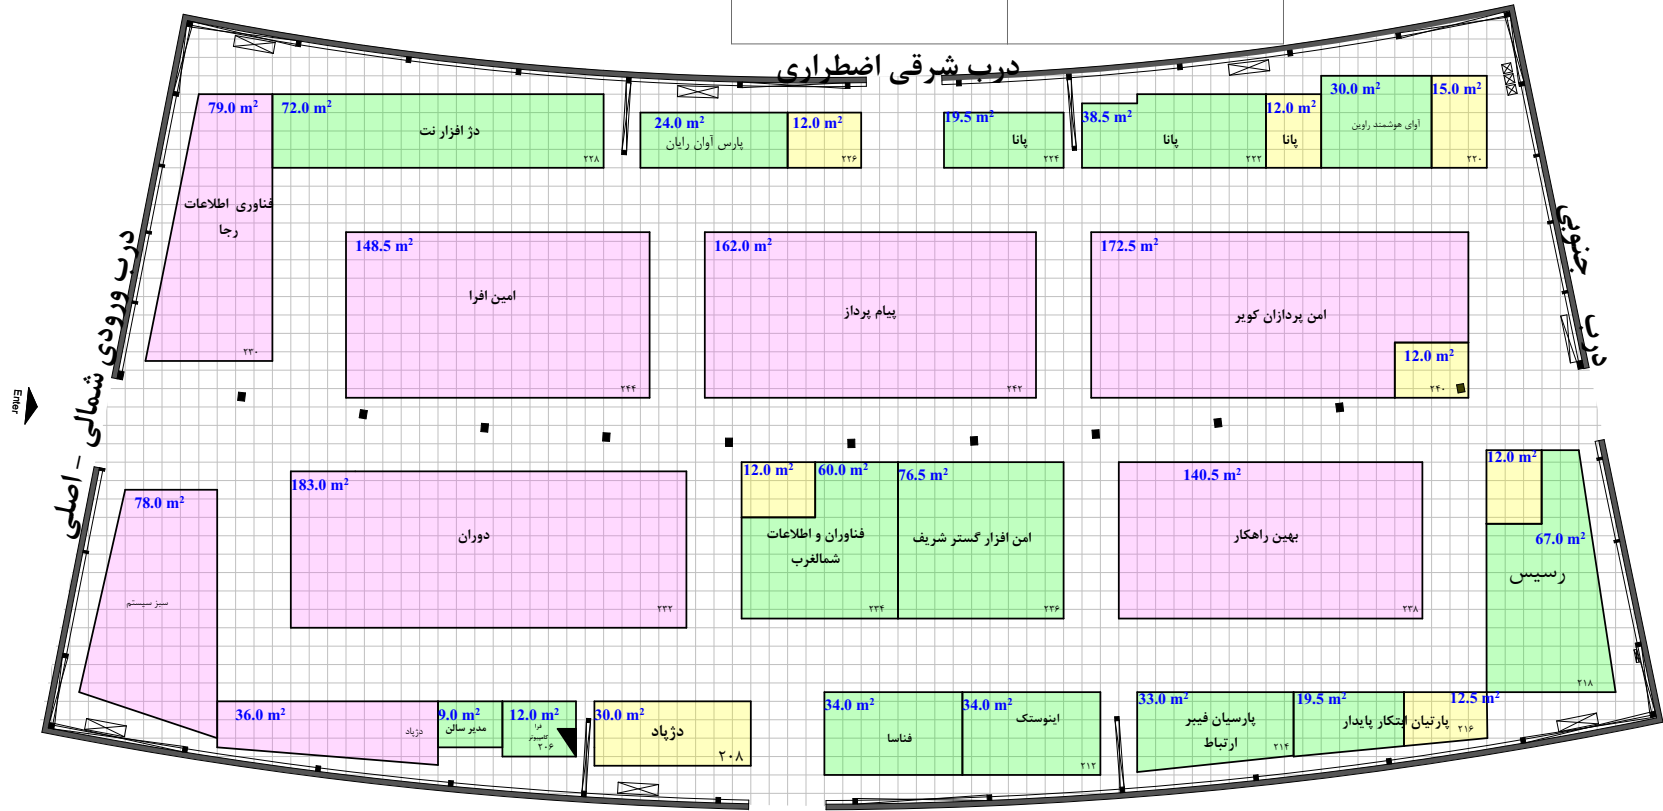 درب شرقی اضطراری
79.0 m²
72.0 m²
دژ افزار نت
۲۲۸
24.0 m²
پارس آوان رایان
12.0 m²
۲۲۶
19.5 m²
پانا
۲۲۴
38.5 m²
پانا
۲۲۲
12.0 m²
پانا
30.0 m²
آوای هوشمند راوین
15.0 m²
۲۲۰
فناوری اطلاعات
رجا
۲۳۰
درب ورودی شمالی - اصلی
Enter
درب جنوبی
148.5 m²
امین افرا
۲۴۴
162.0 m²
پیام پرداز
۲۴۲
172.5 m²
امن پردازان کویر
12.0 m²
۲۴۰
78.0 m²
سبز سیستم
183.0 m²
دوران
۲۳۲
12.0 m²
60.0 m²
فناوران و اطلاعات
شمالغرب
۲۳۴
76.5 m²
امن افزار گستر شریف
۲۳۶
140.5 m²
بهین راهکار
۲۳۸
12.0 m²
67.0 m²
رسیس
۲۱۸
36.0 m²
دژپاد
9.0 m²
مدیر سالن
12.0 m²
فرا
کامپیوتر
۲۰۶
30.0 m²
دژپاد
۲۰۸
34.0 m²
فناسا
34.0 m²
اینوستک
۲۱۲
33.0 m²
پارسیان فیبر
ارتباط
۲۱۴
19.5 m²
12.5 m²
پارتیان ابتکار پایدار
۲۱۶